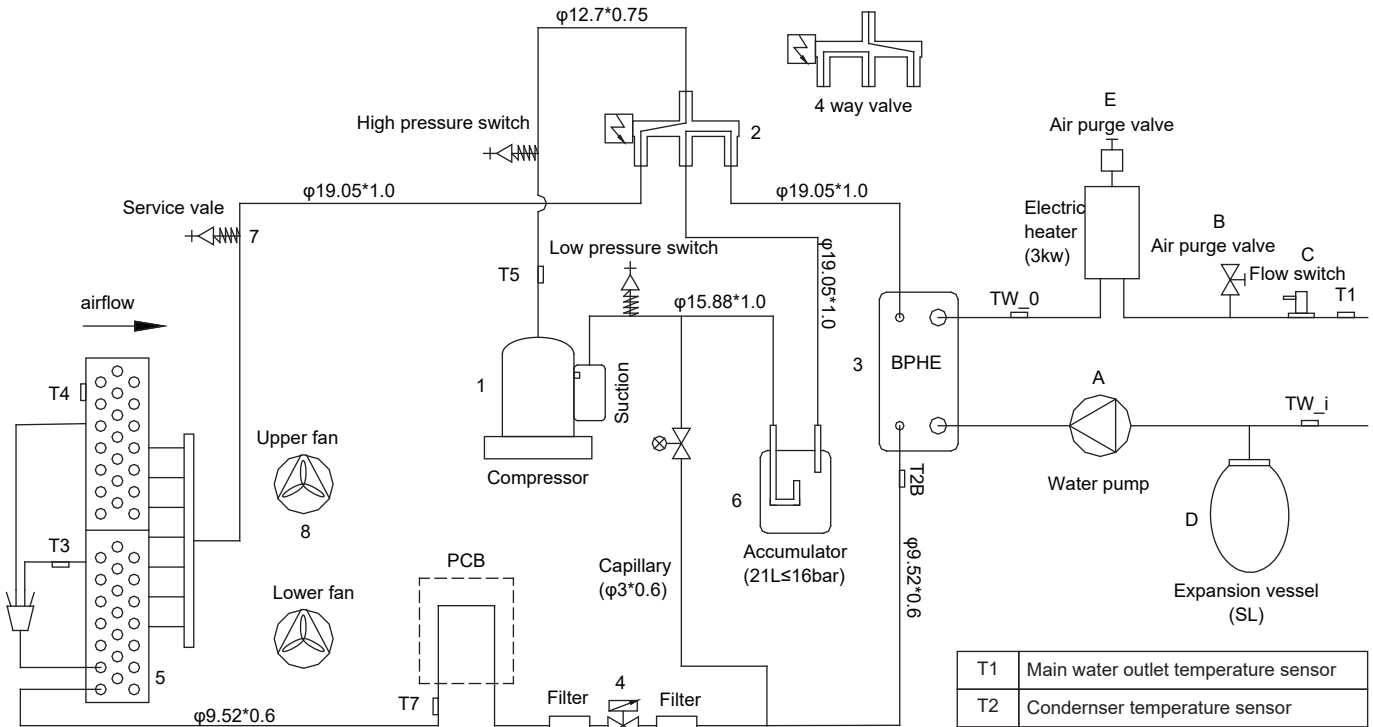 φ12.7*0.75
4 way valve
E
Air purge valve
High pressure switch
2
φ19.05*1.0
φ19.05*1.0
Service vale
7
Electric
heater
(3kw)
B
Air purge valve
C
Flow switch
Low pressure switch
φ19.05*1.0
T5
φ15.88*1.0
TW_0
T1
airflow
1
Suction
3
BPHE
A
T4
TW_i
Upper fan
Compressor
T2B
Water pump
6
8
D
T3
PCB
Accumulator
(21L≤16bar)
Capillary
(φ3*0.6)
φ9.52*0.6
Lower fan
Expansion vessel
(SL)
5
T7
Filter
4
Filter
φ9.52*0.6
T1 Main water outlet temperature sensor
T2 Condernser temperature sensor